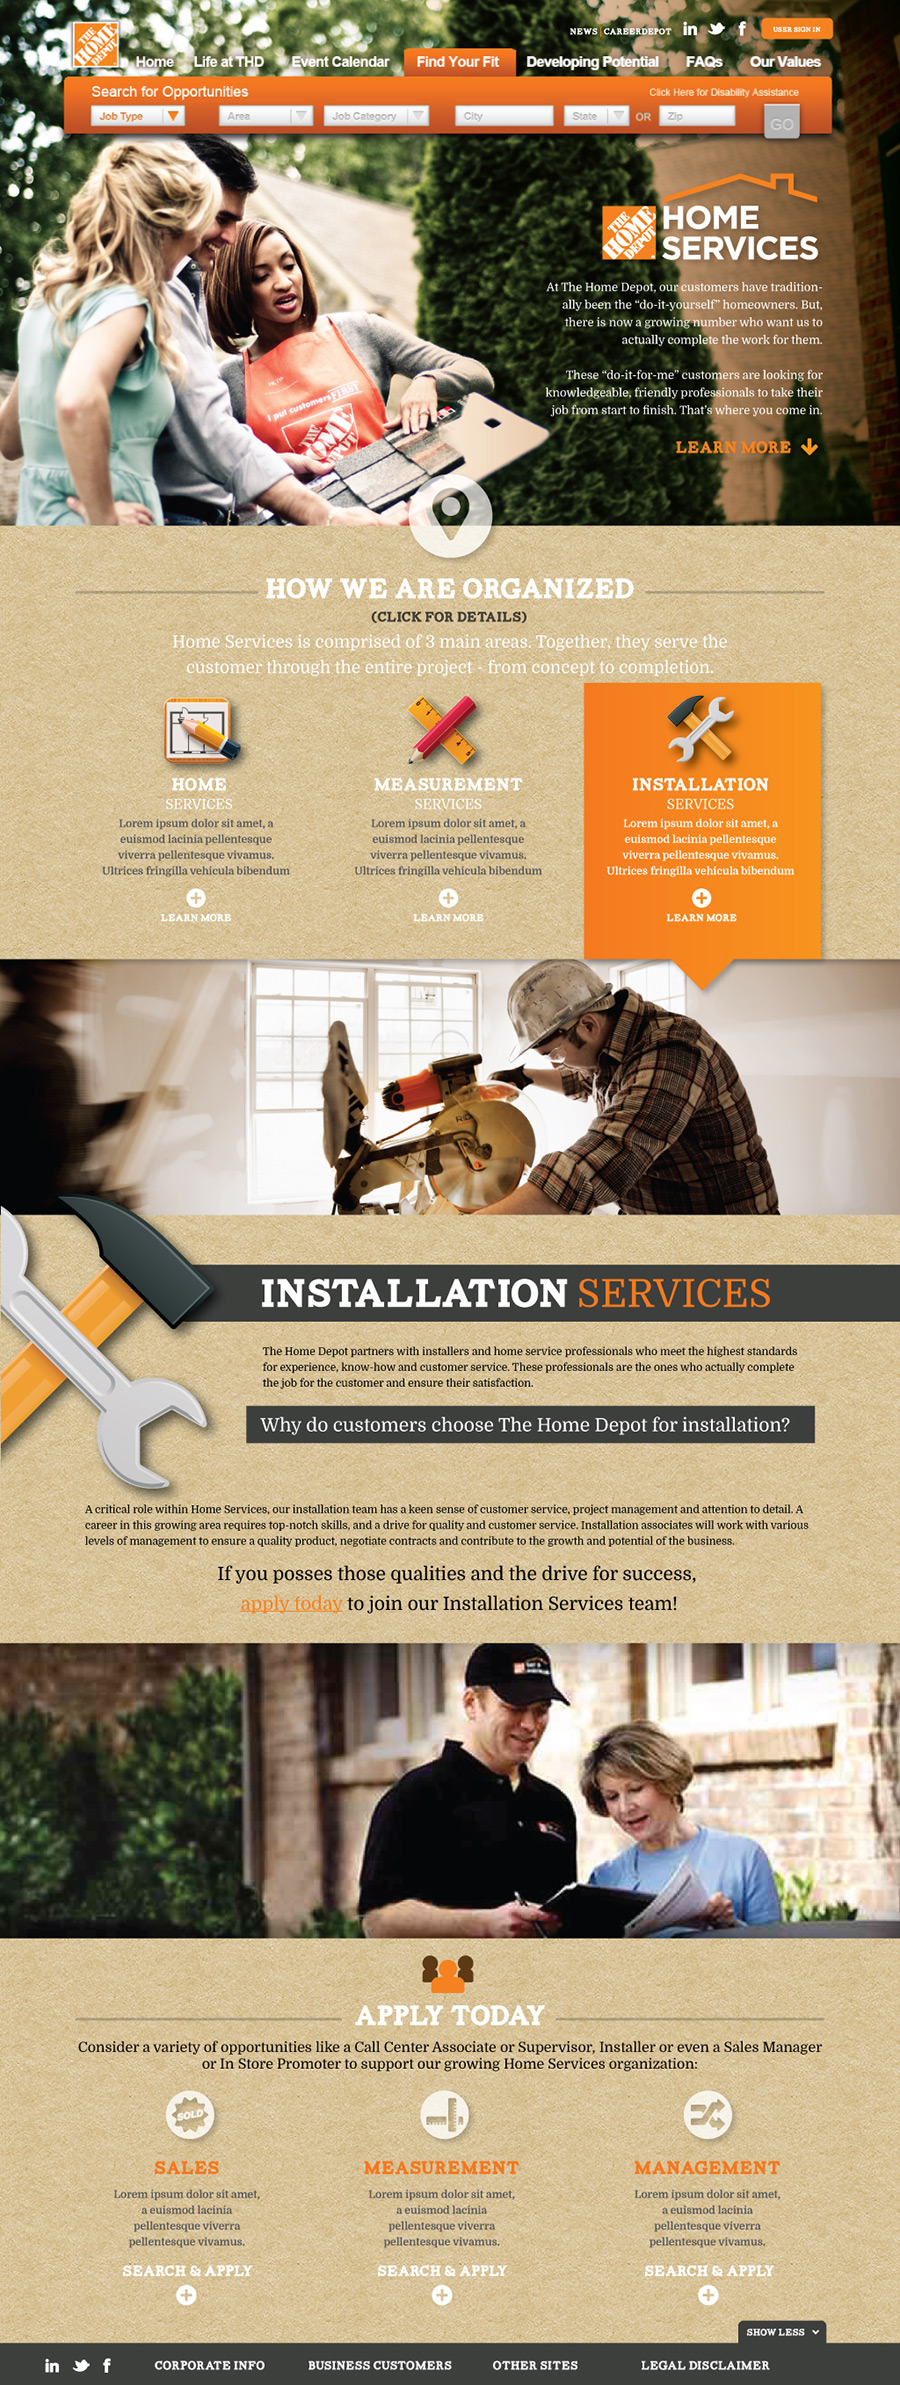 NEWS | CAREERDEPOT
USER SIGN IN
THE HOME DEPOT
Home Life at THD Event Calendar Find Your Fit Developing Potential FAQs Our Values
Search for Opportunities
Click Here for Disability Assistance
Job Type Area Job Category City State OR Zip GO
THE HOME DEPOT
HOME
SERVICES
At The Home Depot, our customers have tradition-
ally been the “do-it-yourself” homeowners. But,
there is now a growing number who want us to
actually complete the work for them.
These “do-it-for-me” customers are looking for
knowledgeable, friendly professionals to take their
job from start to finish. That’s where you come in.
LEARN MORE
I put customers FIRST
THE HOME DEPOT
HOW WE ARE ORGANIZED
(CLICK FOR DETAILS)
Home Services is comprised of 3 main areas. Together, they serve the
customer through the entire project - from concept to completion.
HOME
SERVICES
Lorem ipsum dolor sit amet, a
euismod lacinia pellentesque
viverra pellentesque vivamus.
Ultrices fringilla vehicula bibendum
LEARN MORE
MEASUREMENT
SERVICES
Lorem ipsum dolor sit amet, a
euismod lacinia pellentesque
viverra pellentesque vivamus.
Ultrices fringilla vehicula bibendum
LEARN MORE
INSTALLATION
SERVICES
Lorem ipsum dolor sit amet, a
euismod lacinia pellentesque
viverra pellentesque vivamus.
Ultrices fringilla vehicula bibendum
LEARN MORE
INSTALLATION SERVICES
The Home Depot partners with installers and home service professionals who meet the highest standards
for experience, know-how and customer service. These professionals are the ones who actually complete
the job for the customer and ensure their satisfaction.
Why do customers choose The Home Depot for installation?
A critical role within Home Services, our installation team has a keen sense of customer service, project management and attention to detail. A
career in this growing area requires top-notch skills, and a drive for quality and customer service. Installation associates will work with various
levels of management to ensure a quality product, negotiate contracts and contribute to the growth and potential of the business.
If you posses those qualities and the drive for success,
apply today to join our Installation Services team!
APPLY TODAY
Consider a variety of opportunities like a Call Center Associate or Supervisor, Installer or even a Sales Manager
or In Store Promoter to support our growing Home Services organization:
SOLD
SALES
Lorem ipsum dolor sit amet,
a euismod lacinia
pellentesque viverra
pellentesque vivamus.
SEARCH & APPLY
MEASUREMENT
Lorem ipsum dolor sit amet,
a euismod lacinia
pellentesque viverra
pellentesque vivamus.
SEARCH & APPLY
MANAGEMENT
Lorem ipsum dolor sit amet,
a euismod lacinia
pellentesque viverra
pellentesque vivamus.
SEARCH & APPLY
SHOW LESS
CORPORATE INFO BUSINESS CUSTOMERS OTHER SITES LEGAL DISCLAIMER